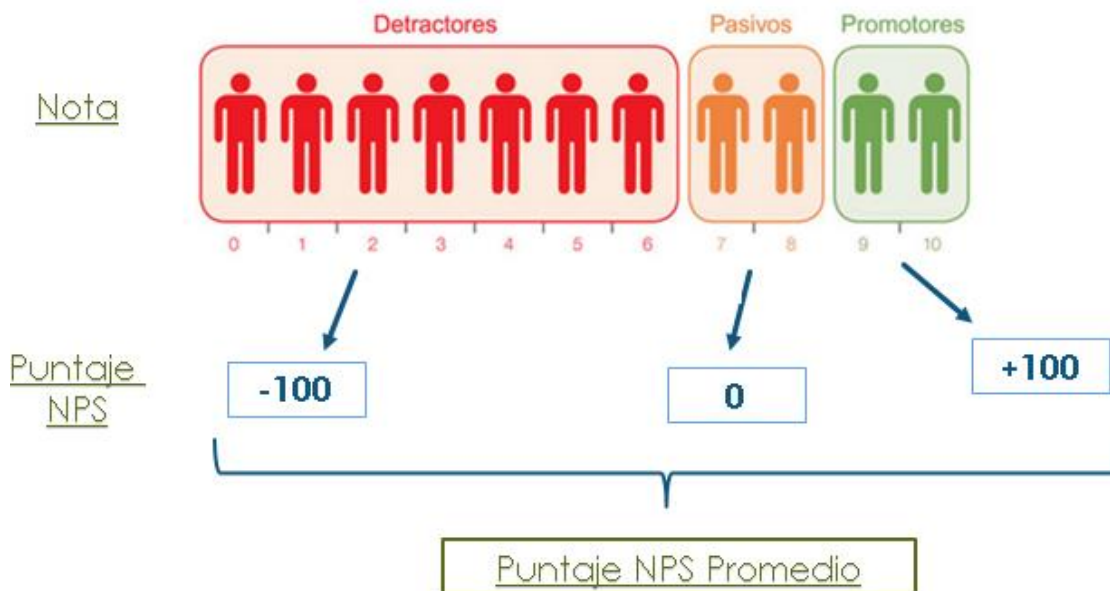 Detractores Pasivos Promotores
Nota
0 1 2 3 4 5 6 7 8 9 10
Puntaje
NPS
-100 0 +100
Puntaje NPS Promedio